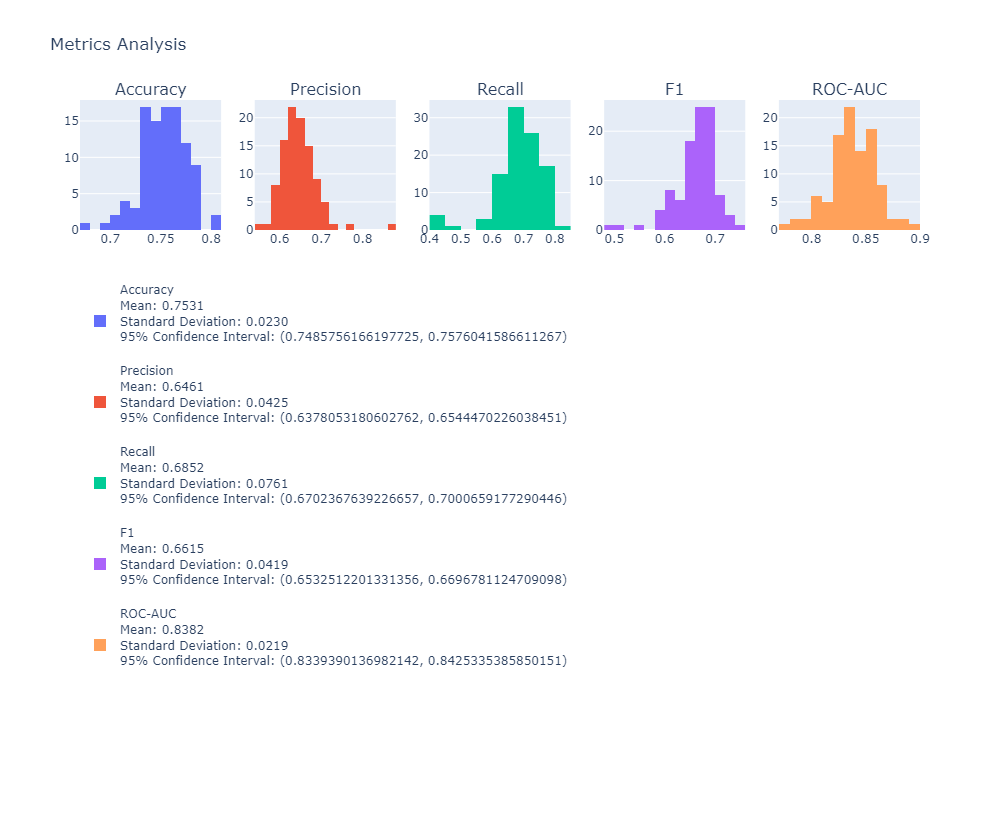 Metrics Analysis
Accuracy Precision Recall F1 ROC-AUC
15
10
5
0
0.7 0.75 0.8
20
15
10
5
0
0.6 0.7 0.8
30
20
10
0
0.4 0.5 0.6 0.7 0.8
20
10
0
0.5 0.6 0.7
20
15
10
5
0
0.8 0.85 0.9
Accuracy
Mean: 0.7531
Standard Deviation: 0.0230
95% Confidence Interval: (0.7485756166197725, 0.7576041586611267)
Precision
Mean: 0.6461
Standard Deviation: 0.0425
95% Confidence Interval: (0.6378053180602762, 0.6544470226038451)
Recall
Mean: 0.6852
Standard Deviation: 0.0761
95% Confidence Interval: (0.6702367639226657, 0.7000659177290446)
F1
Mean: 0.6615
Standard Deviation: 0.0419
95% Confidence Interval: (0.6532512201331356, 0.6696781124709098)
ROC-AUC
Mean: 0.8382
Standard Deviation: 0.0219
95% Confidence Interval: (0.8339390136982142, 0.8425335385850151)